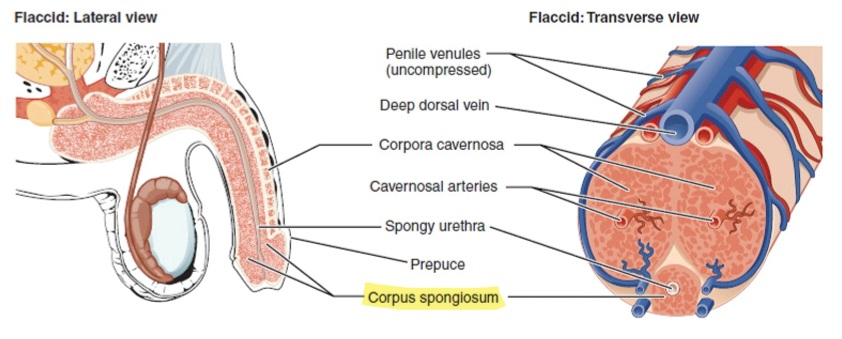 Flaccid: Lateral view
Flaccid: Transverse view
Penile venules
(uncompressed)
Deep dorsal vein
Corpora cavernosa
Cavernosal arteries
Spongy urethra
Prepuce
Corpus spongiosum